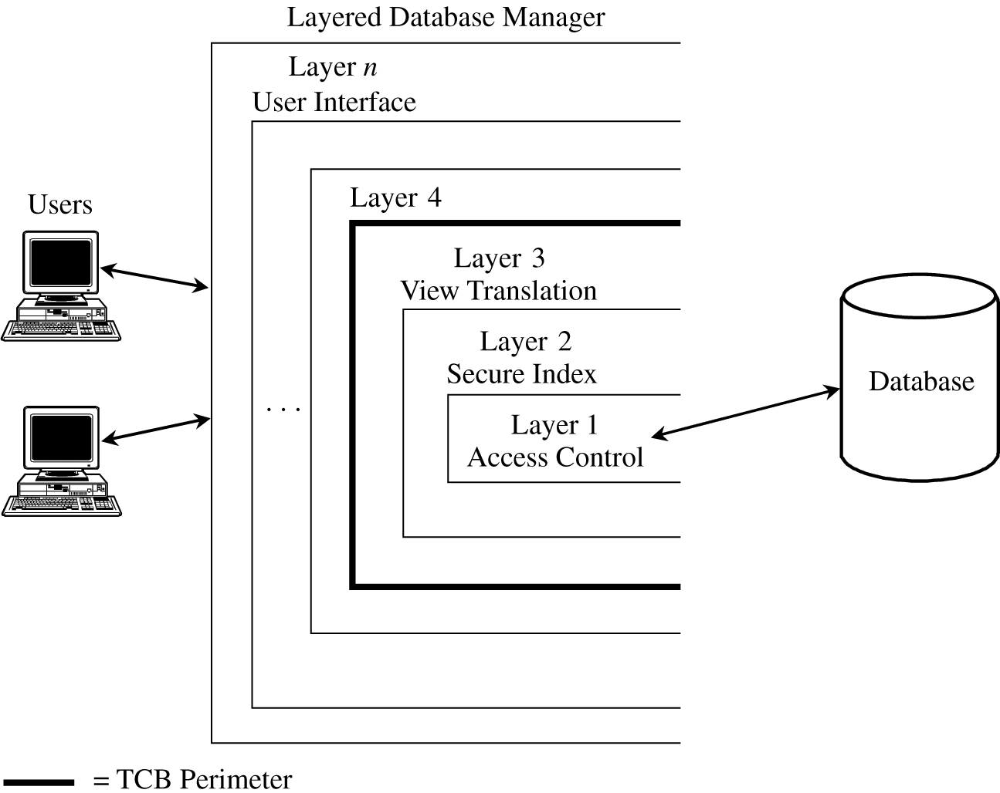 Layered Database Manager
Layer n
User Interface
Layer 4
Users
Layer 3
View Translation
Layer 2
Secure Index
Database
. . .
Layer 1
Access Control
= TCB Perimeter